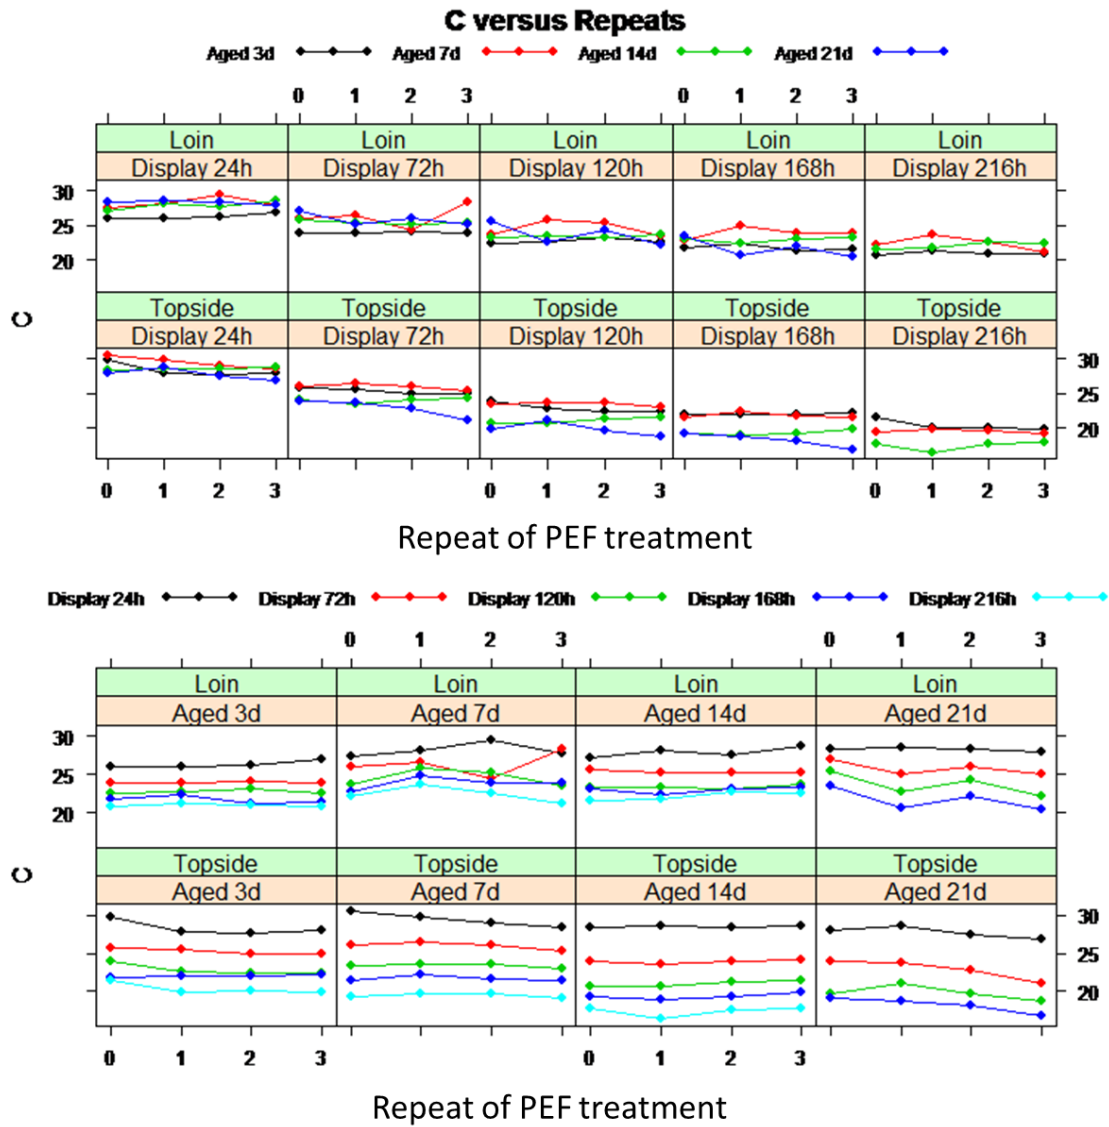 C versus Repeats
Aged 3d Aged 7d Aged 14d Aged 21d
0 1 2 3 0 1 2 3
Loin Loin Loin Loin Loin
Display 24h Display 72h Display 120h Display 168h Display 216h
30
25
20
C
Topside Topside Topside Topside Topside
Display 24h Display 72h Display 120h Display 168h Display 216h
30
25
20
0 1 2 3 0 1 2 3 0 1 2 3
Repeat of PEF treatment
Display 24h Display 72h Display 120h Display 168h Display 216h
0 1 2 3 0 1 2 3
Loin Loin Loin Loin
Aged 3d Aged 7d Aged 14d Aged 21d
30
25
20
C
Topside Topside Topside Topside
Aged 3d Aged 7d Aged 14d Aged 21d
30
25
20
0 1 2 3 0 1 2 3
Repeat of PEF treatment